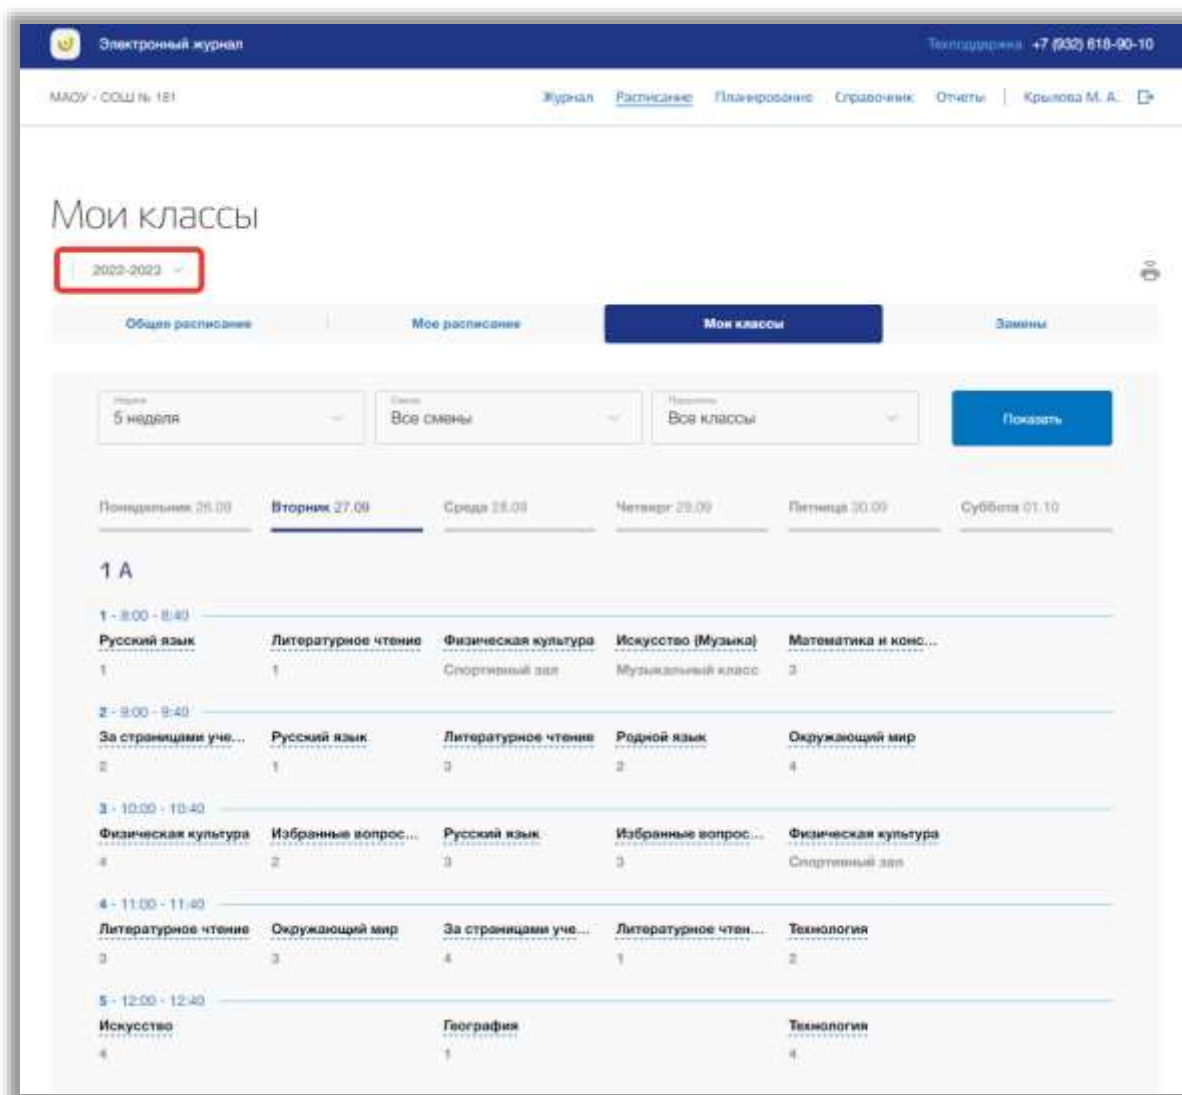 Электронный журнал Техподдержка +7 (932) 618-90-10
МАОУ - СОШ № 181 Журнал Расписание Планирование Справочник Отчеты | Крылова М. А.
Мои классы
2022-2023
Общее расписание Мое расписание Мои классы Замены
Неделя Смена
5 неделя Все смены Все классы Показать
Понедельник 26.09 Вторник 27.09 Среда 28.09 Четверг 29.09 Пятница 30.09 Суббота 01.10
1 А
1 - 8:00 - 8:40
Русский язык Литературное чтение Физическая культура Искусство (Музыка) Математика и конс...
1 1 Спортивный зал Музыкальный класс 3
2 - 9:00 - 9:40
За страницами уче... Русский язык Литературное чтение Родной язык Окружающий мир
2 1 3 2 4
3 - 10:00 - 10:40
Физическая культура Избранные вопрос... Русский язык Избранные вопрос... Физическая культура
4 2 3 3 Спортивный зал
4 - 11:00 - 11:40
Литературное чтение Окружающий мир За страницами уче... Литературное чтен... Технология
3 3 4 1 2
5 - 12:00 - 12:40
Искусство География Технология
4 1 4